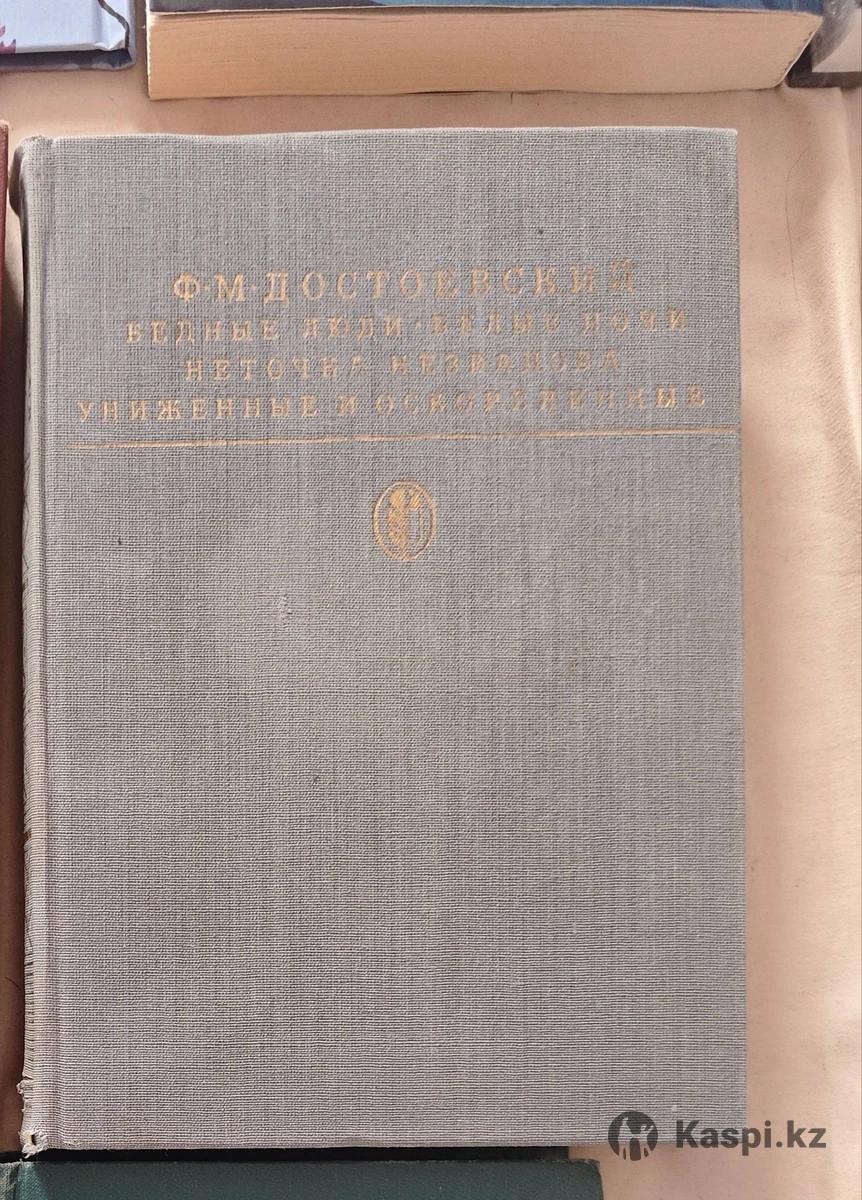 Ф·М·ДОСТОЕВСКИЙ
БЕДНЫЕ ЛЮДИ·БЕЛЫЕ НОЧИ
НЕТОЧКА НЕЗВАНОВА
УНИЖЕННЫЕ И ОСКОРБЛЕННЫЕ
Kaspi.kz